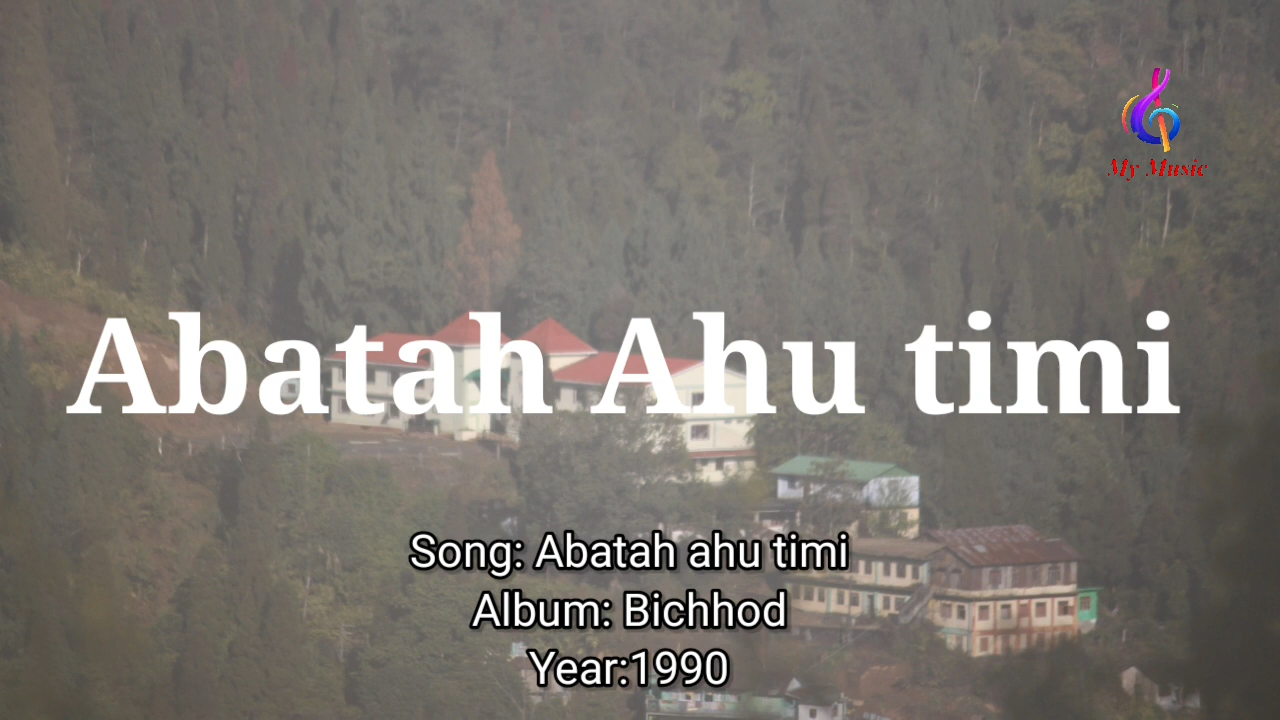 My Music
Abatah Ahu timi
Song: Abatah ahu timi
Album: Bichhod
Year:1990